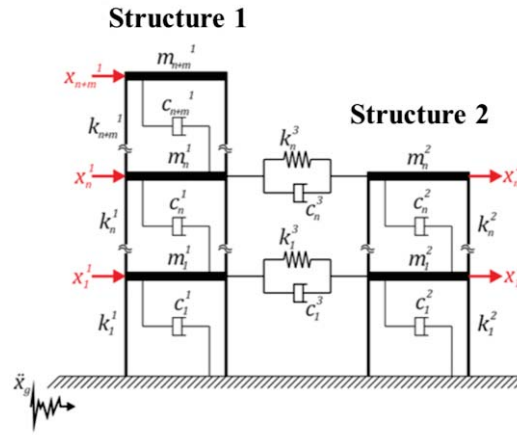 Structure 1
m_{n+m}^1
x_{n+m}^1
c_{n+m}^1
k_{n+m}^1
Structure 2
k_n^3
x_n^1 m_n^1 m_n^2 x_n
c_n^3
k_n^1 c_n^1 c_n^2 k_n^2
k_1^3
x_1^1 m_1^1 m_1^2 x_1
c_1^3
k_1^1 c_1^1 c_1^2 k_1^2
ẍ_g